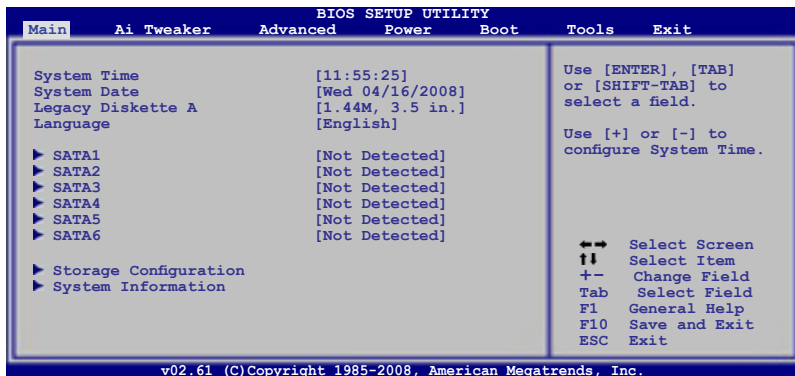 BIOS SETUP UTILITY
Main Ai Tweaker Advanced Power Boot Tools Exit
System Time [11:55:25]
System Date [Wed 04/16/2008]
Legacy Diskette A [1.44M, 3.5 in.]
Language [English]
SATA1 [Not Detected]
SATA2 [Not Detected]
SATA3 [Not Detected]
SATA4 [Not Detected]
SATA5 [Not Detected]
SATA6 [Not Detected]
Storage Configuration
System Information
Use [ENTER], [TAB]
or [SHIFT-TAB] to
select a field.
Use [+] or [-] to
configure System Time.
←→ Select Screen
↑↓ Select Item
+- Change Field
Tab Select Field
F1 General Help
F10 Save and Exit
ESC Exit
v02.61 (C)Copyright 1985-2008, American Megatrends, Inc.